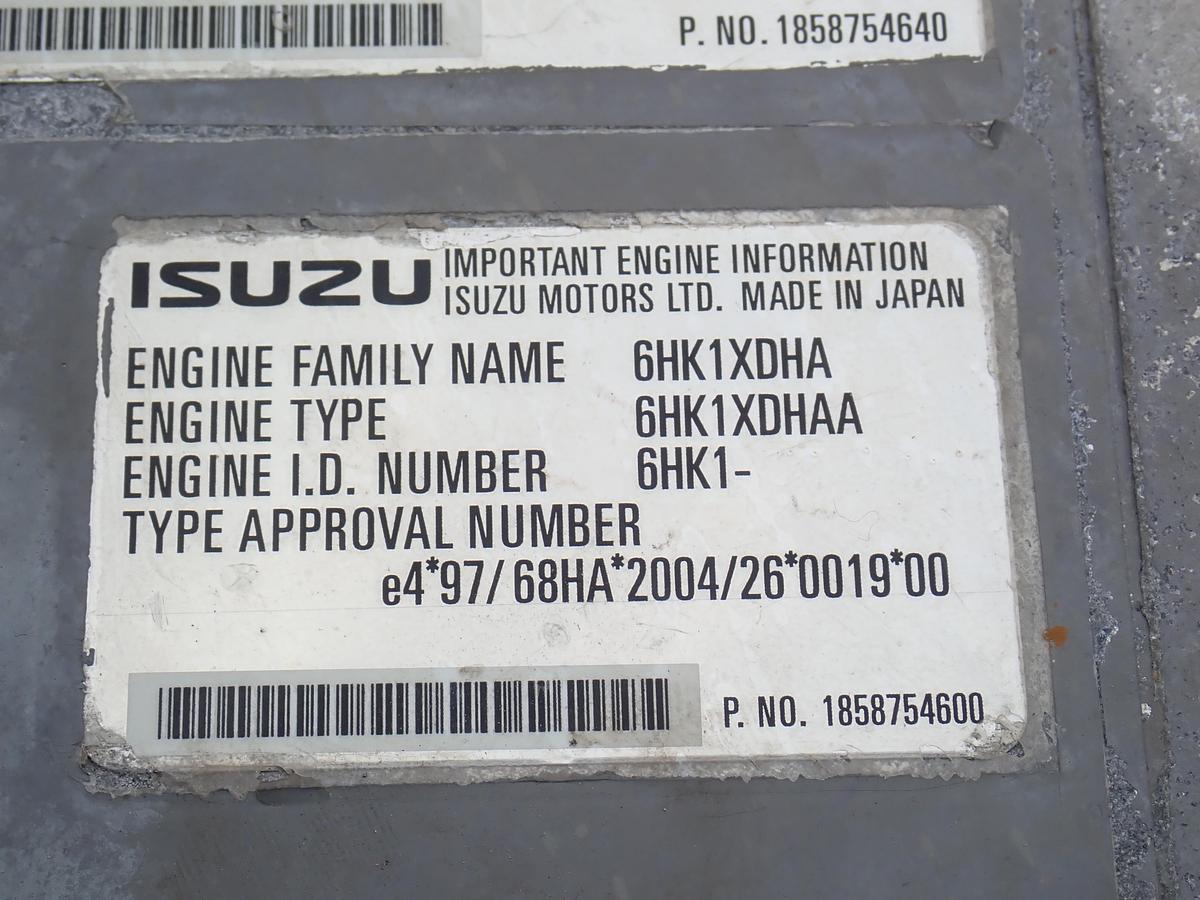 P. NO. 1858754640
ISUZU IMPORTANT ENGINE INFORMATION
ISUZU MOTORS LTD. MADE IN JAPAN
ENGINE FAMILY NAME 6HK1XDHA
ENGINE TYPE 6HK1XDHAA
ENGINE I.D. NUMBER 6HK1-
TYPE APPROVAL NUMBER
e4*97/68HA*2004/26*0019*00
P. NO. 1858754600